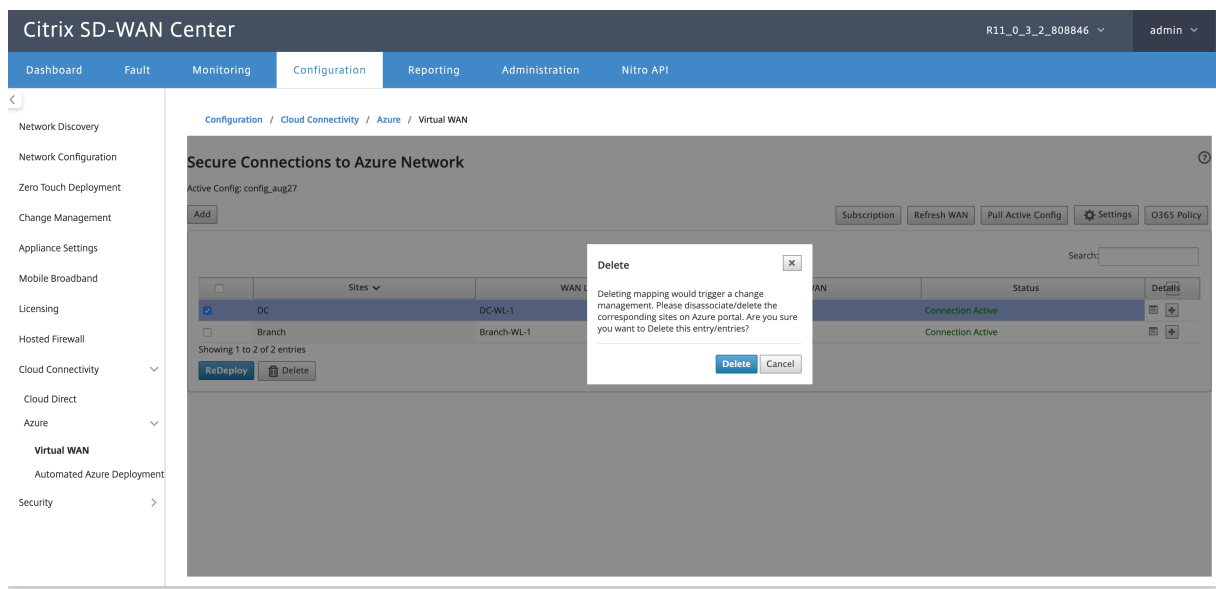 Citrix SD-WAN Center
R11_0_3_2_808846
admin
Dashboard
Fault
Monitoring
Configuration
Reporting
Administration
Nitro API
Network Discovery
Network Configuration
Zero Touch Deployment
Change Management
Appliance Settings
Mobile Broadband
Licensing
Hosted Firewall
Cloud Connectivity
Cloud Direct
Azure
Virtual WAN
Automated Azure Deployment
Security
Configuration / Cloud Connectivity / Azure / Virtual WAN
Secure Connections to Azure Network
Active Config: config_aug27
Add
Subscription
Refresh WAN
Pull Active Config
Settings
O365 Policy
Search:
Sites
WAN L
/AN
Status
Details
DC
DC-WL-1
Connection Active
Branch
Branch-WL-1
Connection Active
Showing 1 to 2 of 2 entries
ReDeploy
Delete
Delete
Deleting mapping would trigger a change
management. Please disassociate/delete the
corresponding sites on Azure portal. Are you sure
you want to Delete this entry/entries?
Delete
Cancel